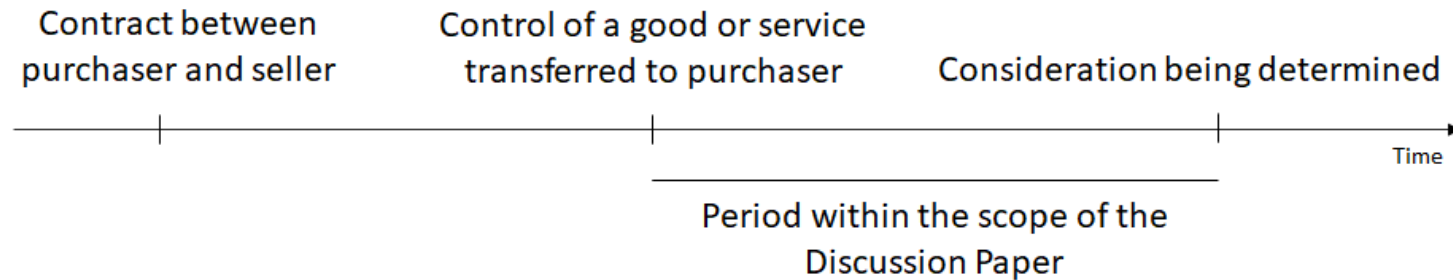 Contract between
purchaser and seller
Control of a good or service
transferred to purchaser
Consideration being determined
Time
Period within the scope of the
Discussion Paper